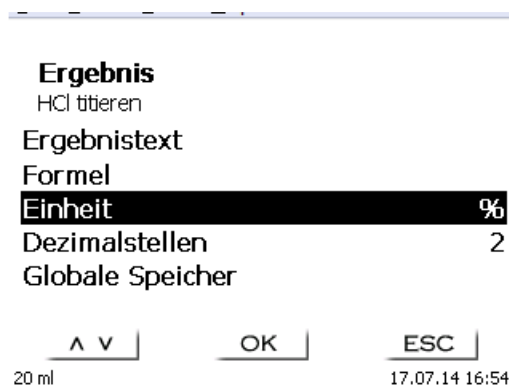 Ergebnis
HCl titieren
Ergebnistext
Formel
Einheit %
Dezimalstellen 2
Globale Speicher
∧ ∨ OK ESC
20 ml 17.07.14 16:54